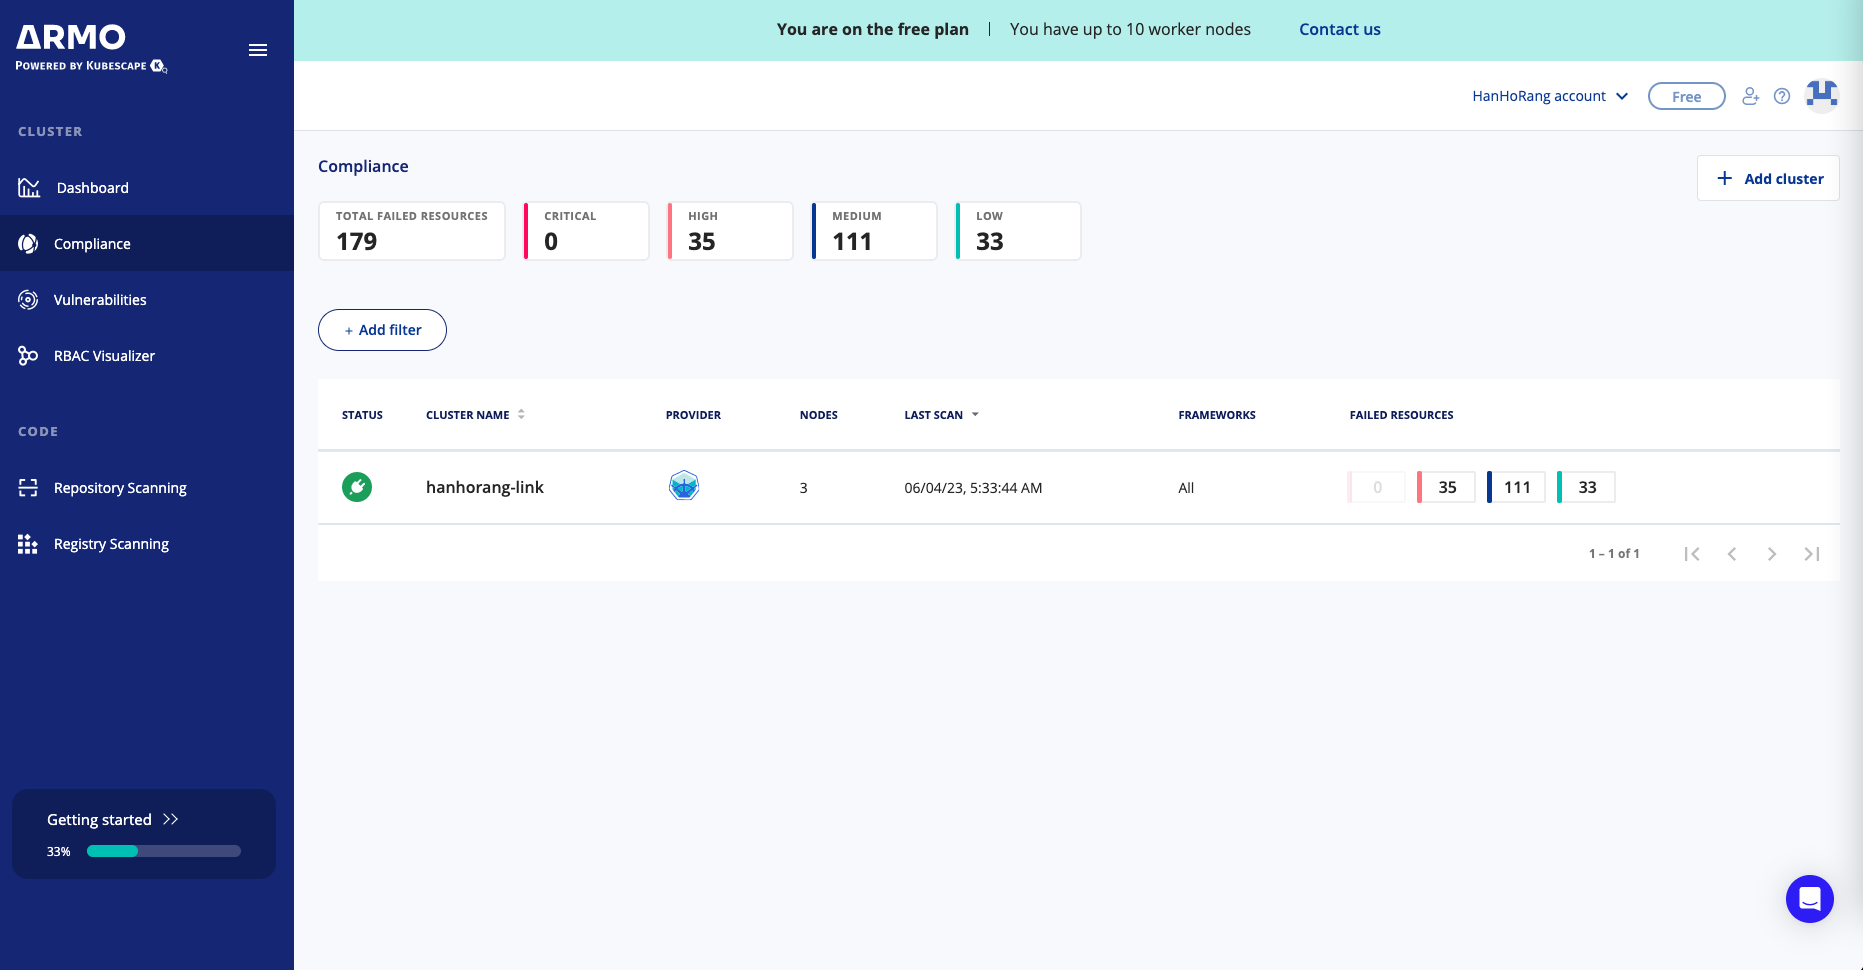 ARMO
POWERED BY KUBESCAPE
You are on the free plan | You have up to 10 worker nodes Contact us
HanHoRang account Free
CLUSTER
Dashboard
Compliance
Vulnerabilities
RBAC Visualizer
CODE
Repository Scanning
Registry Scanning
Getting started
33%
Compliance
+ Add cluster
TOTAL FAILED RESOURCES CRITICAL HIGH MEDIUM LOW
179 0 35 111 33
+ Add filter
STATUS CLUSTER NAME PROVIDER NODES LAST SCAN FRAMEWORKS FAILED RESOURCES
hanhorang-link 3 06/04/23, 5:33:44 AM All 0 35 111 33
1 – 1 of 1